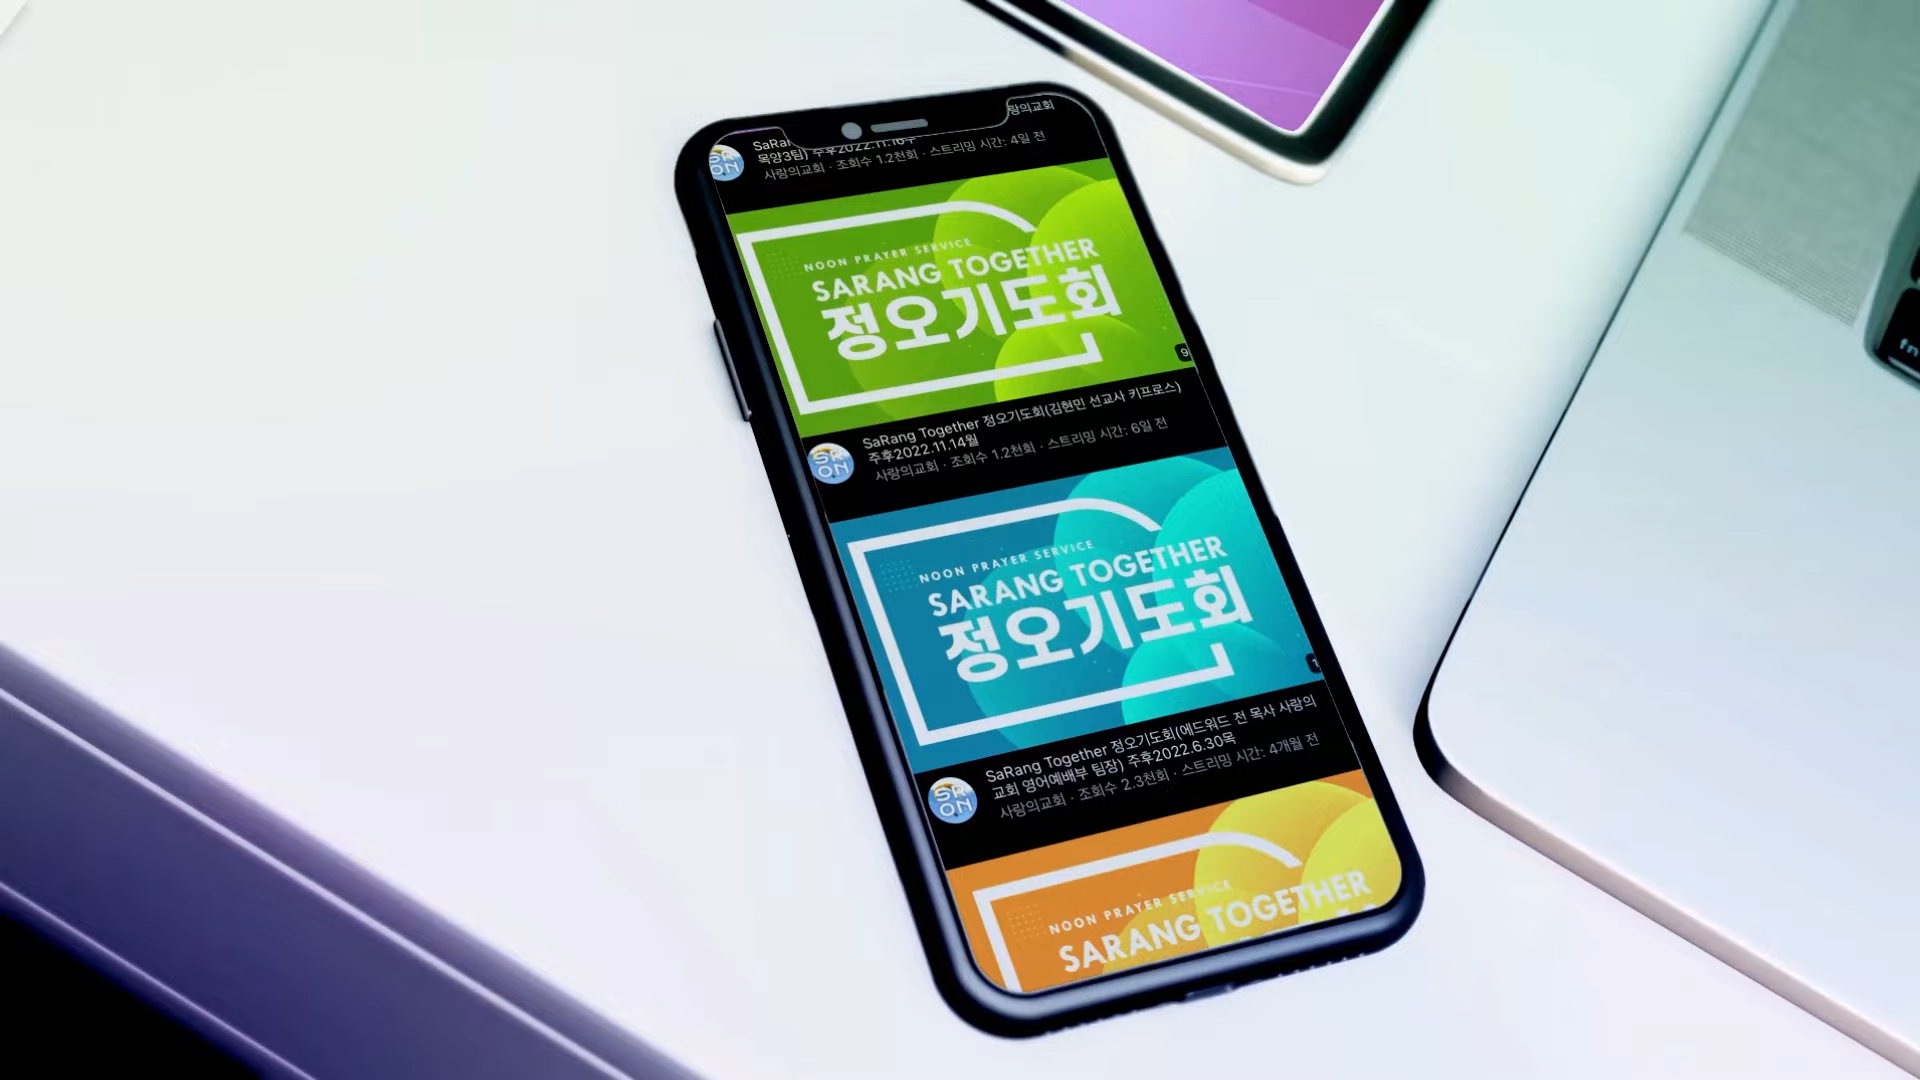 랑의교회
목양3팀) 주후2022.11.16수
사랑의교회 · 조회수 1.2천회 · 스트리밍 시간: 4일 전
NOON PRAYER SERVICE
SARANG TOGETHER
정오기도회
9
SaRang Together 정오기도회(김현민 선교사 키프로스)
주후2022.11.14월
사랑의교회 · 조회수 1.2천회 · 스트리밍 시간: 6일 전
SR
ON
NOON PRAYER SERVICE
SARANG TOGETHER
정오기도회
1
SaRang Together 정오기도회(에드워드 전 목사 사랑의
교회 영어예배부 팀장) 주후2022.6.30목
사랑의교회 · 조회수 2.3천회 · 스트리밍 시간: 4개월 전
SR
ON
NOON PRAYER SERVICE
SARANG TOGETHER
fn